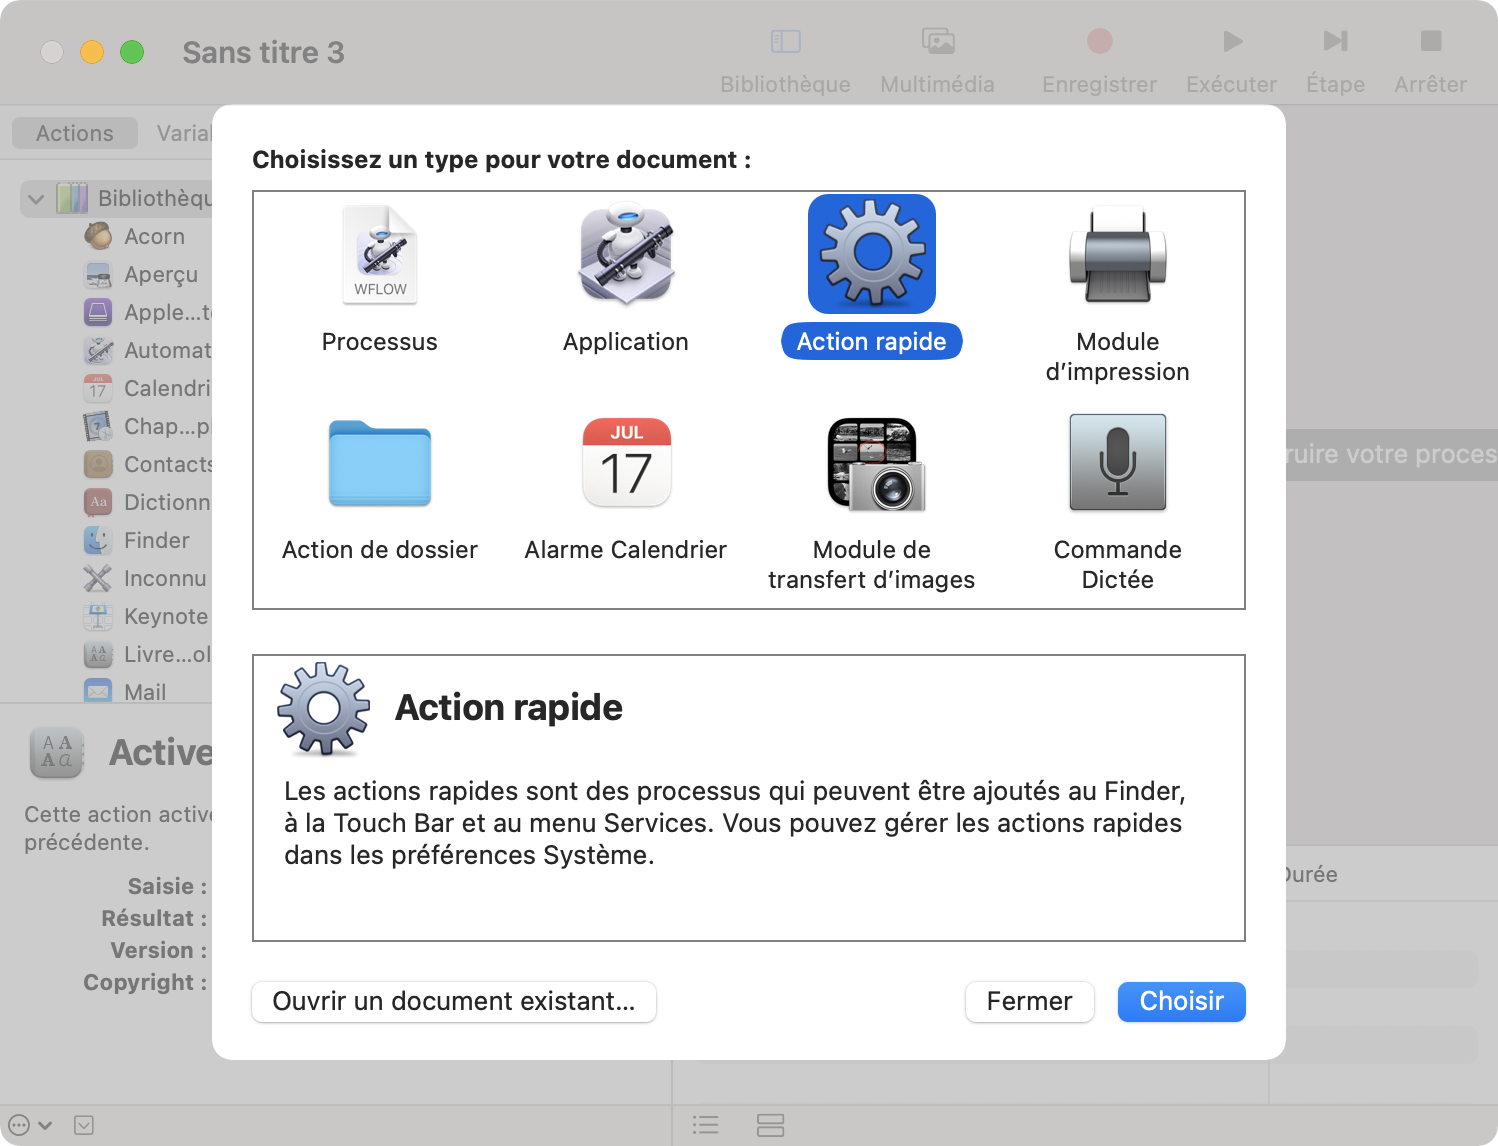 Sans titre 3
Bibliothèque
Multimédia
Enregistrer
Exécuter
Étape
Arrêter
Actions
Choisissez un type pour votre document :
WFLOW
Processus
Application
Action rapide
Module
d’impression
JUL
17
Action de dossier
Alarme Calendrier
Module de
transfert d’images
Commande
Dictée
Action rapide
Les actions rapides sont des processus qui peuvent être ajoutés au Finder,
à la Touch Bar et au menu Services. Vous pouvez gérer les actions rapides
dans les préférences Système.
Ouvrir un document existant...
Fermer
Choisir
Bibliothèqu
Acorn
Aperçu
Apple...t
Automat
JUL
17
Calendri
Chap...p
Contacts
Aa
Dictionn
Finder
Inconnu
Keynote
Livre...ol
Mail
Active
Cette action active
précédente.
Saisie :
Résultat :
Version :
Copyright :
ruire votre proces
Durée